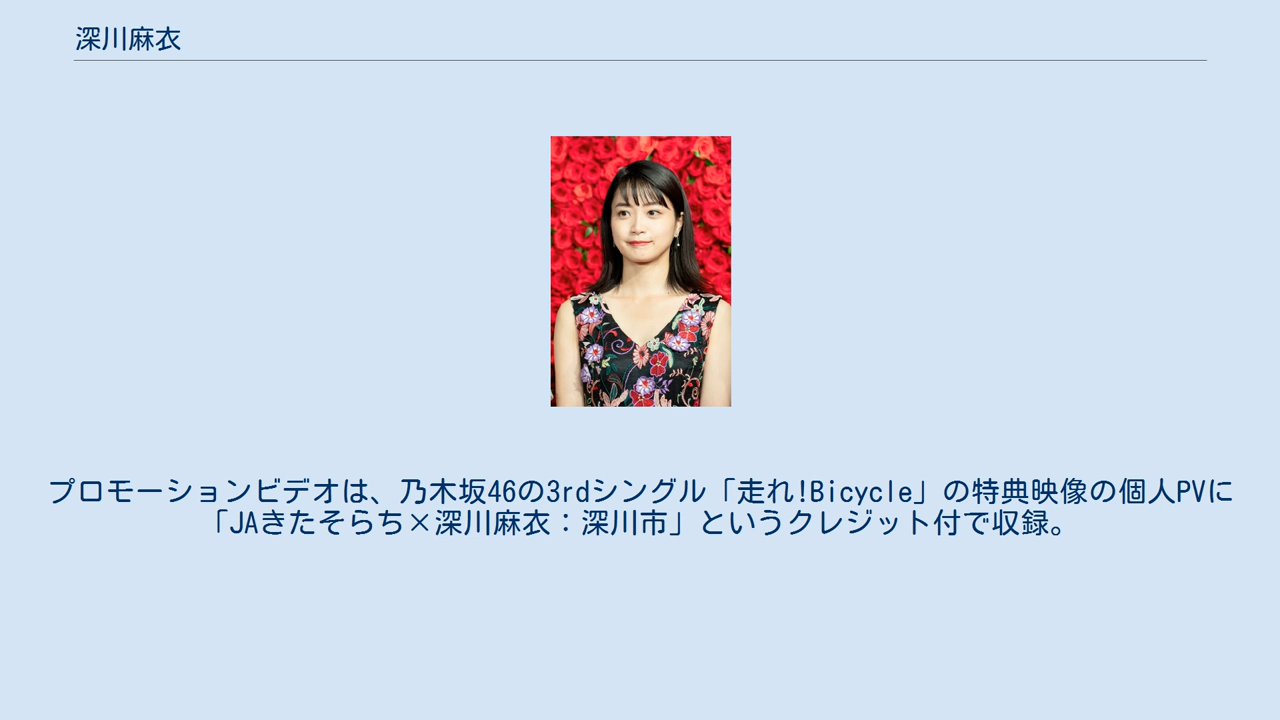 深川麻衣
プロモーションビデオは、乃木坂46の3rdシングル「走れ!Bicycle」の特典映像の個人PVに
「JAきたそらち×深川麻衣：深川市」というクレジット付で収録。